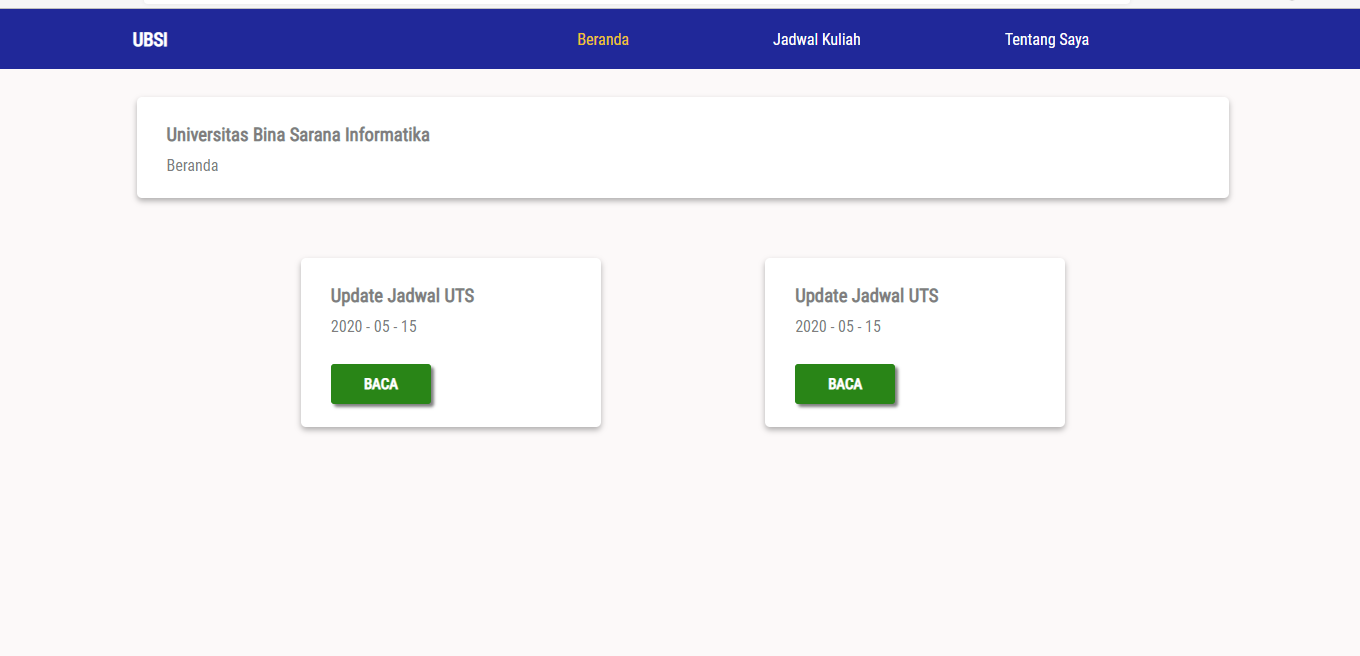 UBSI
Beranda
Jadwal Kuliah
Tentang Saya
Universitas Bina Sarana Informatika
Beranda
Update Jadwal UTS
2020 - 05 - 15
BACA
Update Jadwal UTS
2020 - 05 - 15
BACA